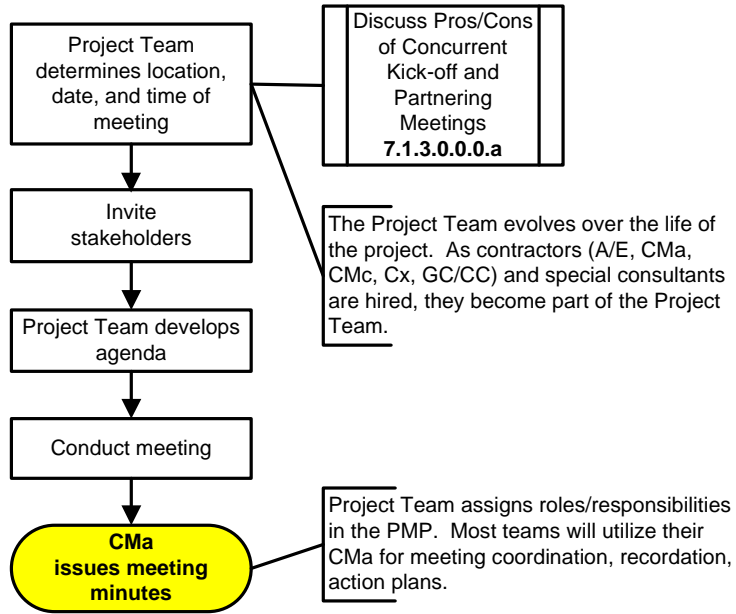 Project Team
determines location,
date, and time of
meeting
Discuss Pros/Cons
of Concurrent
Kick-off and
Partnering
Meetings
7.1.3.0.0.0.a
Invite
stakeholders
The Project Team evolves over the life of
the project.  As contractors (A/E, CMa,
CMc, Cx, GC/CC) and special consultants
are hired, they become part of the Project
Team.
Project Team develops
agenda
Conduct meeting
CMa
issues meeting
minutes
Project Team assigns roles/responsibilities
in the PMP.  Most teams will utilize their
CMa for meeting coordination, recordation,
action plans.